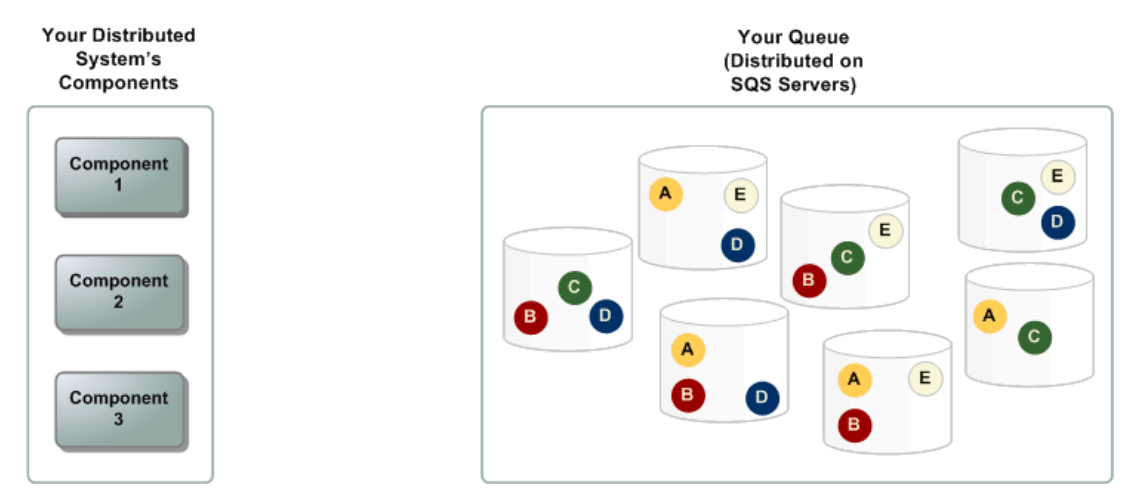 Your Distributed
System's
Components
Component
1
Component
2
Component
3
Your Queue
(Distributed on
SQS Servers)
B
C
D
A
E
D
B
C
E
C
E
D
A
B
D
A
B
E
A
C